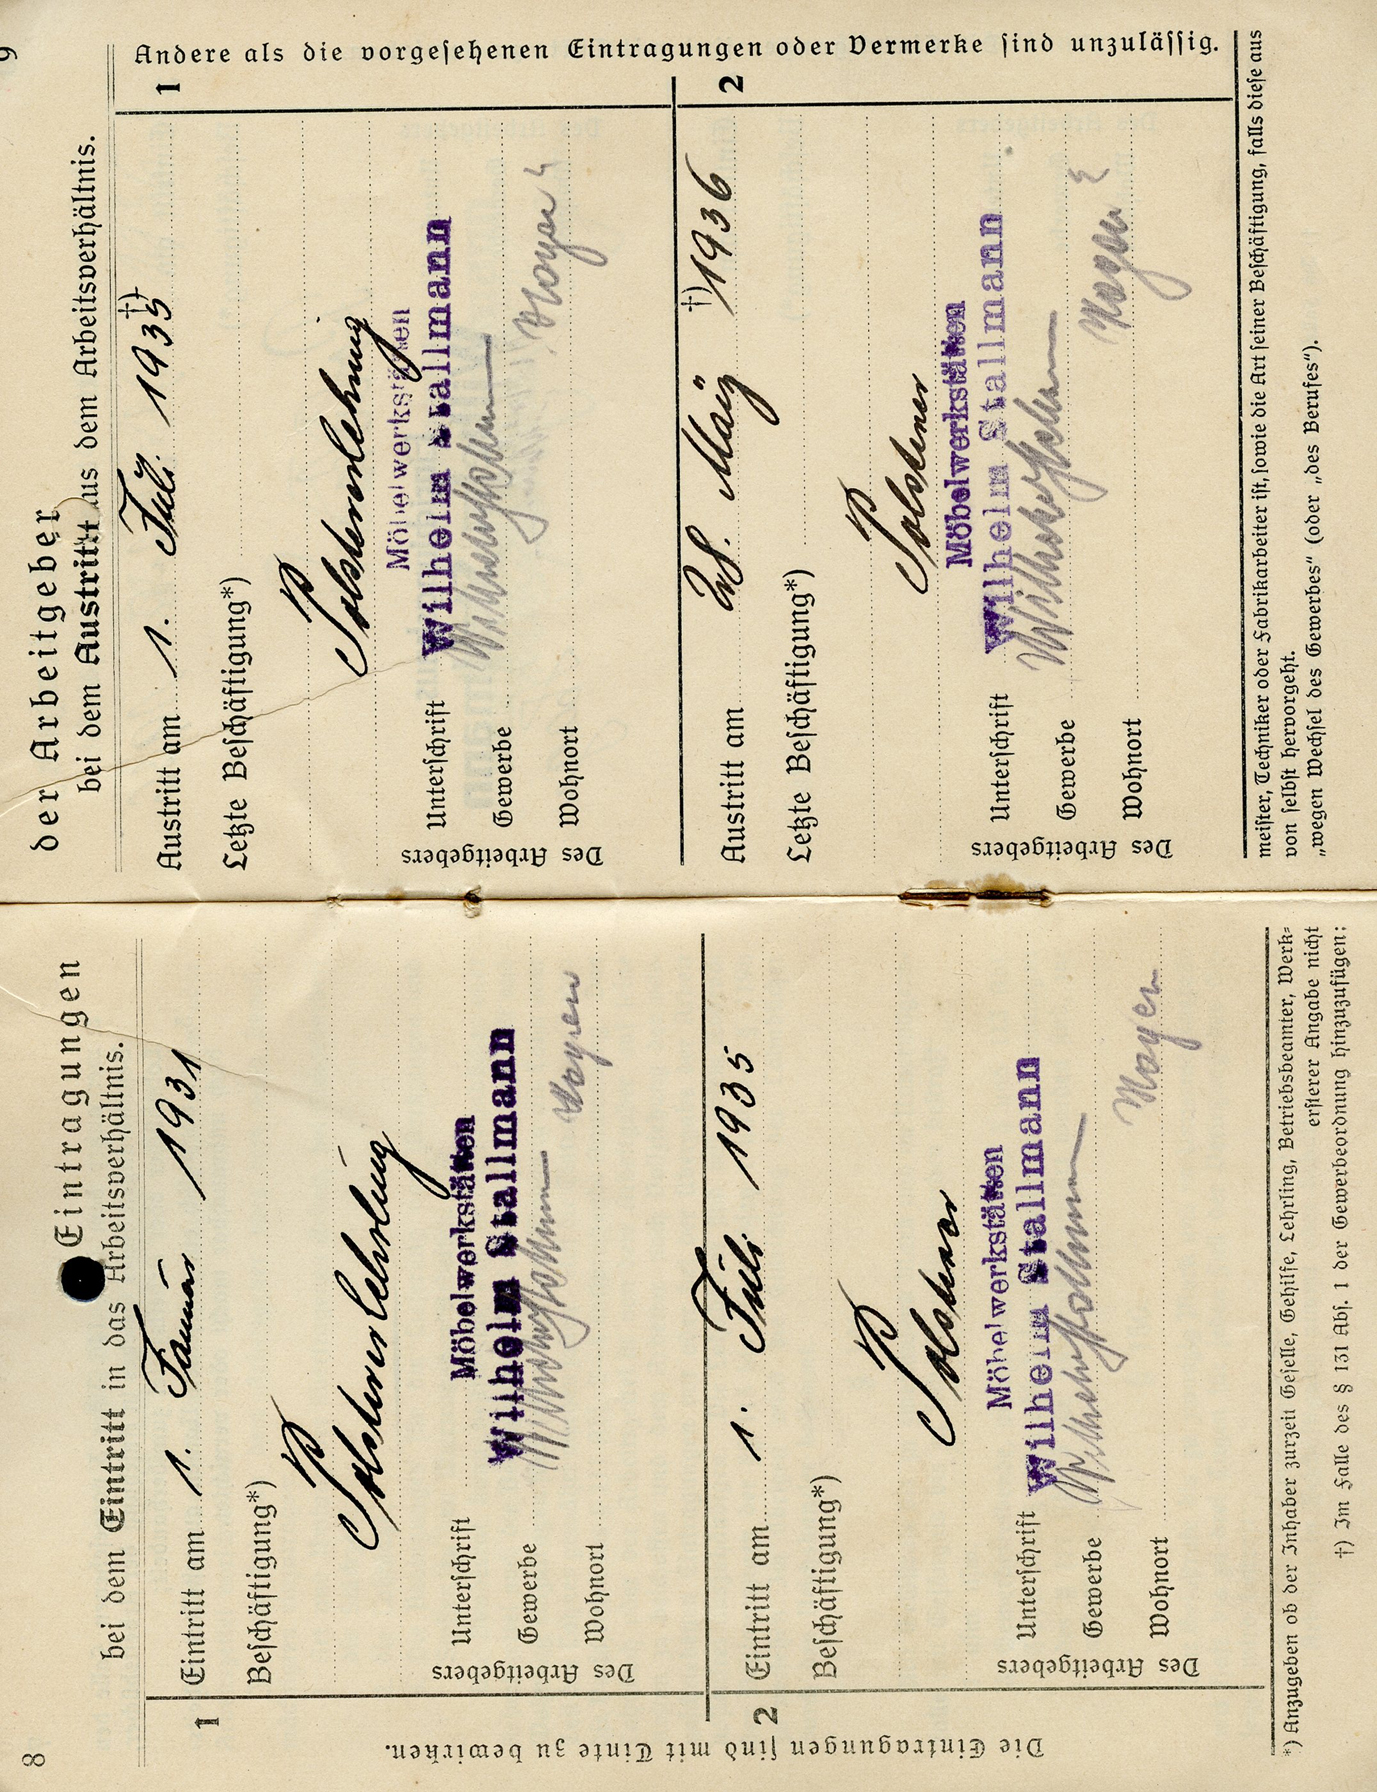 8
Eintragungen
bei dem Eintritt in das Arbeitsverhältnis.
1
Eintritt am 1. Januar 1931
Beschäftigung*)
Polstererlehrling
Möbelwerkstätten
Unterschrift Wilhelm Stallmann
Gewerbe
Wohnort
Des Arbeitgebers
2
Eintritt am 1. Juli 1935
Beschäftigung*)
Polsterer
Möbelwerkstätten
Unterschrift Wilhelm Stallmann
Gewerbe
Wohnort
Des Arbeitgebers
Die Eintragungen sind mit Tinte zu bewirken.
*) Anzugeben ob der Inhaber zurzeit Geselle, Gehilfe, Lehrling, Betriebsbeamter, Werk-
ersterer Angabe nicht
†) Im Falle des § 131 Abs. 1 der Gewerbeordnung hinzuzufügen:
9
der Arbeitgeber
bei dem Austritt aus dem Arbeitsverhältnis.
1
Austritt am 1. Juli 1935 †)
Letzte Beschäftigung*)
Polstererlehrling
Möbelwerkstätten
Unterschrift Wilhelm Stallmann
Gewerbe
Wohnort
Des Arbeitgebers
2
Austritt am 28. März †) 1936
Letzte Beschäftigung*)
Polsterer
Möbelwerkstätten
Unterschrift Wilhelm Stallmann
Gewerbe
Wohnort
Des Arbeitgebers
Andere als die vorgesehenen Eintragungen oder Vermerke sind unzulässig.
meister, Techniker oder Fabrikarbeiter ist, sowie die Art seiner Beschäftigung, falls diese aus
von selbst hervorgeht.
„wegen Wechsel des Gewerbes“ (oder „des Berufes“).